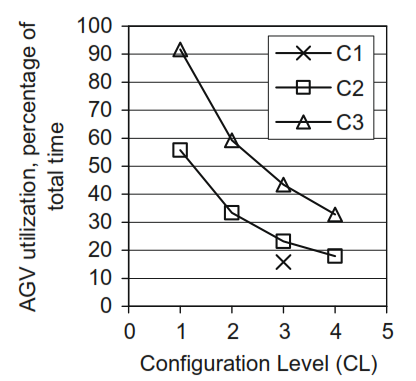 AGV utilization, percentage of
total time
100
90
80
70
60
50
40
30
20
10
0
C1
C2
C3
0 1 2 3 4 5
Configuration Level (CL)